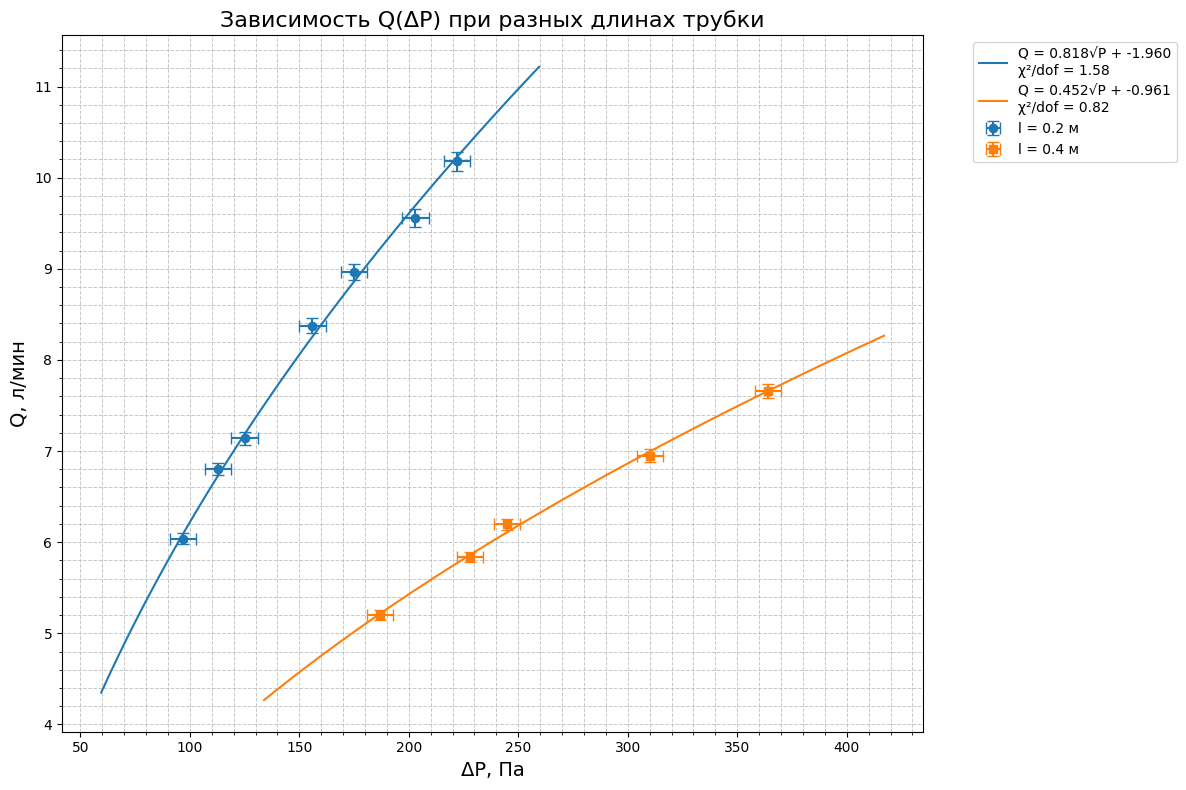 Зависимость Q(ΔP) при разных длинах трубки
Q = 0.818√P + -1.960
χ²/dof = 1.58
Q = 0.452√P + -0.961
χ²/dof = 0.82
l = 0.2 м
l = 0.4 м
Q, л/мин
11
10
9
8
7
6
5
4
50 100 150 200 250 300 350 400
ΔP, Па